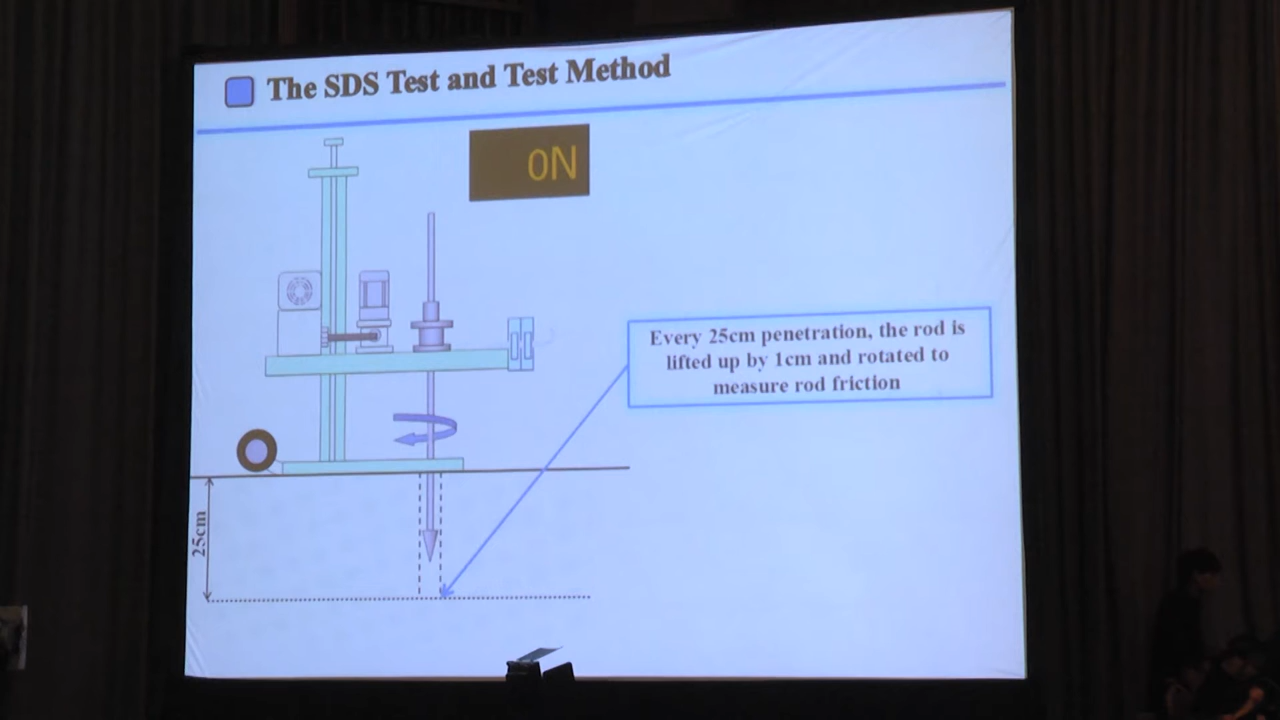 The SDS Test and Test Method
0N
Every 25cm penetration, the rod is
lifted up by 1cm and rotated to
measure rod friction
25cm